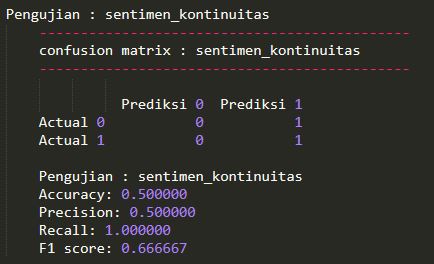 Pengujian : sentimen_kontinuitas
-----------------------------------------
confusion matrix : sentimen_kontinuitas
-----------------------------------------
Prediksi 0 Prediksi 1
Actual 0 0 1
Actual 1 0 1
Pengujian : sentimen_kontinuitas
Accuracy: 0.500000
Precision: 0.500000
Recall: 1.000000
F1 score: 0.666667